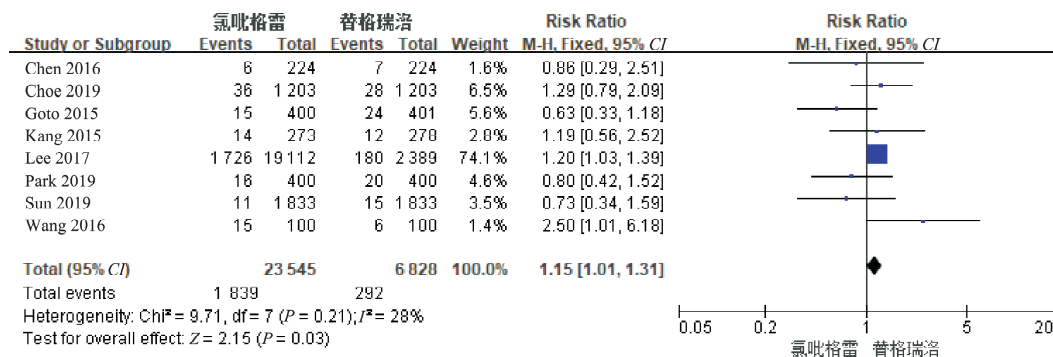 氯吡格雷 替格瑞洛 Risk Ratio Risk Ratio
Study or Subgroup Events Total Events Total Weight M-H, Fixed, 95% CI M-H, Fixed, 95% CI
Chen 2016 6 224 7 224 1.6% 0.86 [0.29, 2.51]
Choe 2019 36 1 203 28 1 203 6.5% 1.29 [0.79, 2.09]
Goto 2015 15 400 24 401 5.6% 0.63 [0.33, 1.18]
Kang 2015 14 273 12 278 2.8% 1.19 [0.56, 2.52]
Lee 2017 1 726 19 112 180 2 389 74.1% 1.20 [1.03, 1.39]
Park 2019 16 400 20 400 4.6% 0.80 [0.42, 1.52]
Sun 2019 11 1 833 15 1 833 3.5% 0.73 [0.34, 1.59]
Wang 2016 15 100 6 100 1.4% 2.50 [1.01, 6.18]
Total (95% CI) 23 545 6 828 100.0% 1.15 [1.01, 1.31]
Total events 1 839 292
Heterogeneity: Chi² = 9.71, df = 7 (P = 0.21); I² = 28%
Test for overall effect: Z = 2.15 (P = 0.03)
0.05 0.2 1 5 20
氯吡格雷 替格瑞洛